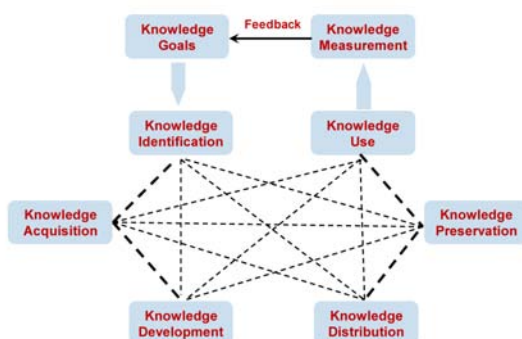 Knowledge
Goals
Feedback
Knowledge
Measurement
Knowledge
Identification
Knowledge
Use
Knowledge
Acquisition
Knowledge
Preservation
Knowledge
Development
Knowledge
Distribution